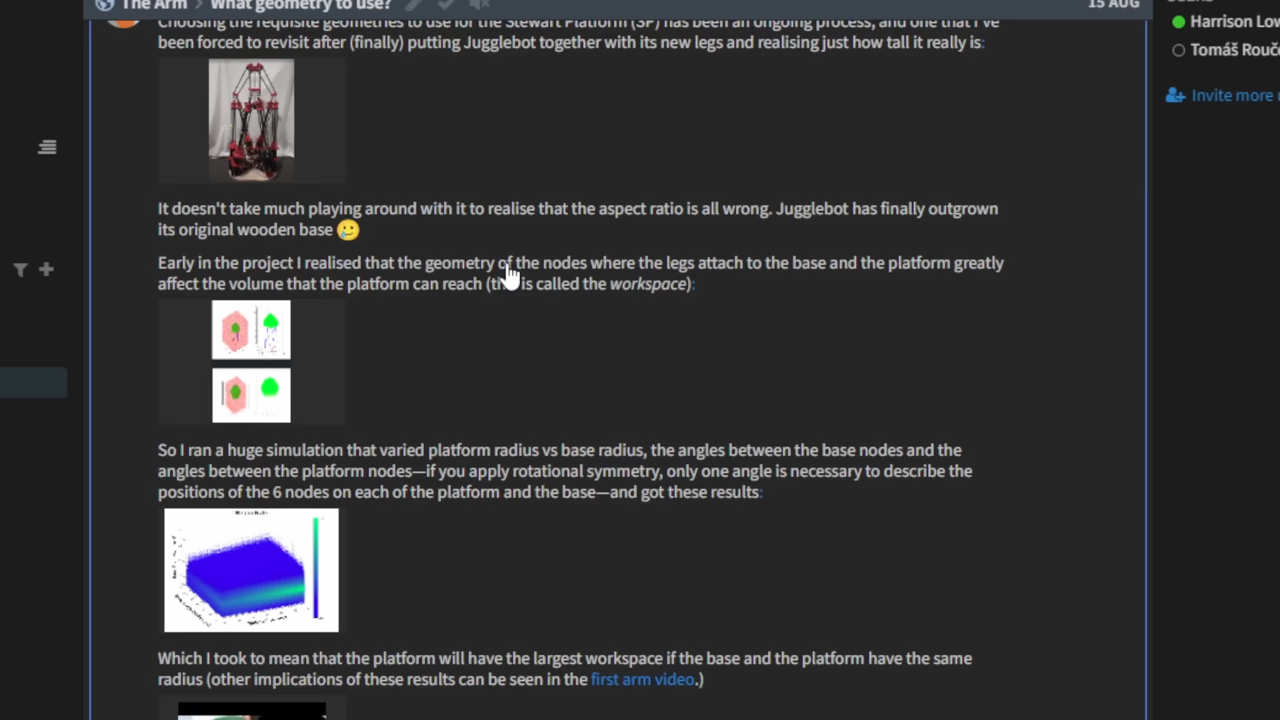 The Arm > What geometry to use?
15 AUG
Choosing the requisite geometries to use for the Stewart Platform (SP) has been an ongoing process, and one that I've
been forced to revisit after (finally) putting Jugglebot together with its new legs and realising just how tall it really is:
It doesn't take much playing around with it to realise that the aspect ratio is all wrong. Jugglebot has finally outgrown
its original wooden base 🥲
Early in the project I realised that the geometry of the nodes where the legs attach to the base and the platform greatly
affect the volume that the platform can reach (th is called the workspace):
So I ran a huge simulation that varied platform radius vs base radius, the angles between the base nodes and the
angles between the platform nodes—if you apply rotational symmetry, only one angle is necessary to describe the
positions of the 6 nodes on each of the platform and the base—and got these results:
Which I took to mean that the platform will have the largest workspace if the base and the platform have the same
radius (other implications of these results can be seen in the first arm video.)
Harrison Low
Tomáš Rouč
Invite more